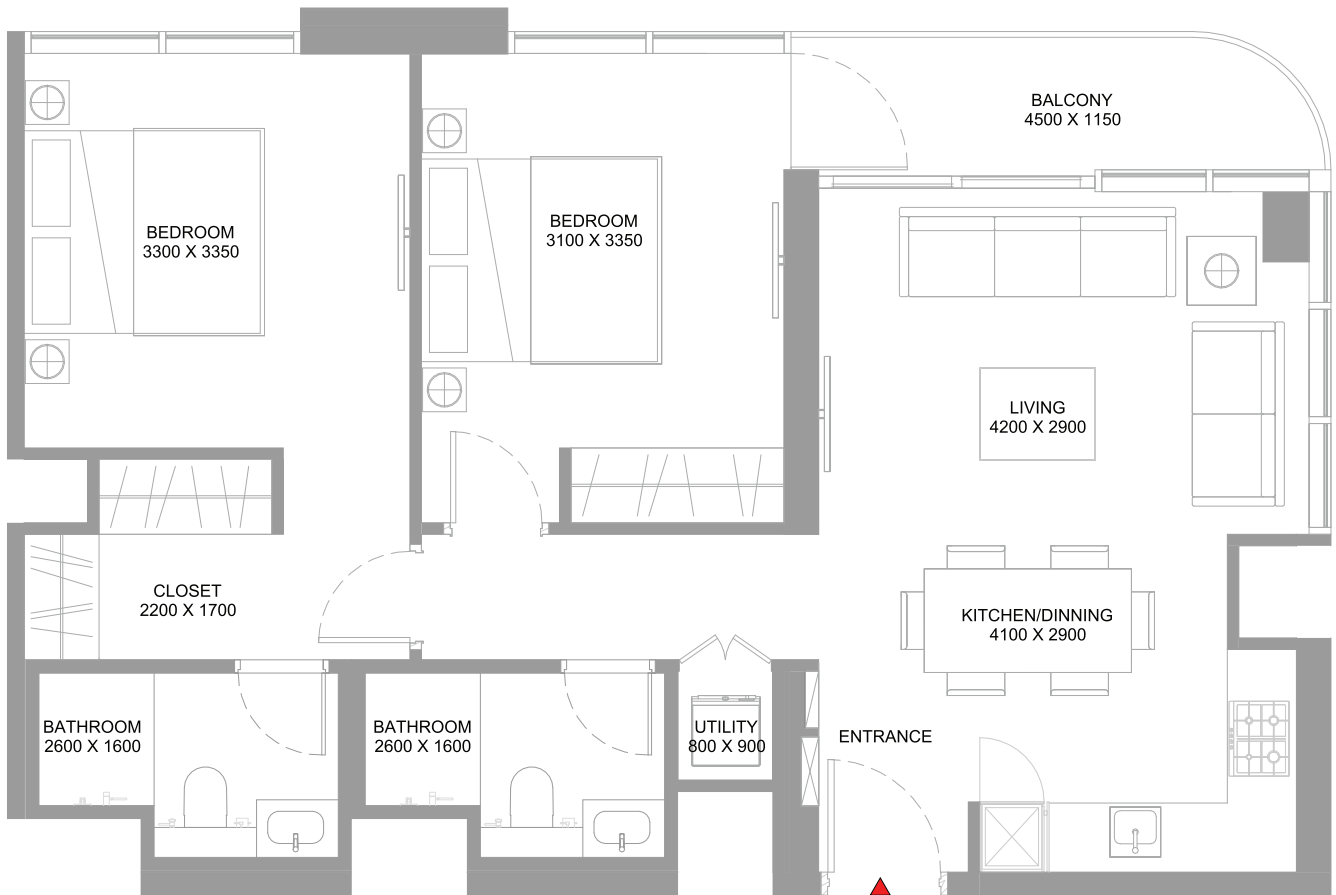 BALCONY
4500 X 1150
BEDROOM
3300 X 3350
BEDROOM
3100 X 3350
LIVING
4200 X 2900
CLOSET
2200 X 1700
KITCHEN/DINNING
4100 X 2900
BATHROOM
2600 X 1600
BATHROOM
2600 X 1600
UTILITY
800 X 900
ENTRANCE